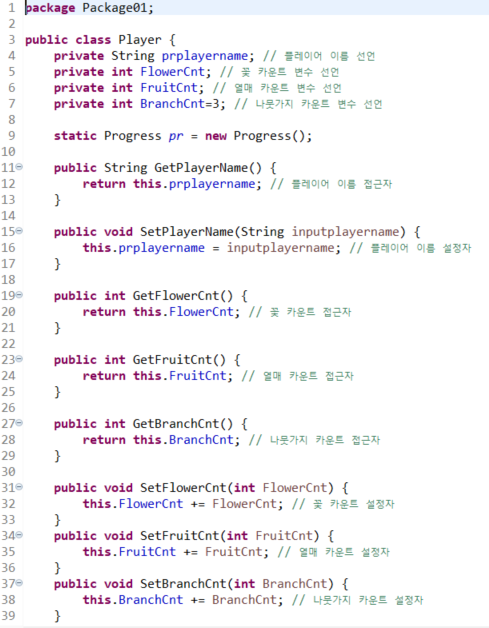 1 package Package01;
2
3 public class Player {
4     private String prplayername; // 플레이어 이름 선언
5     private int FlowerCnt; // 꽃 카운트 변수 선언
6     private int FruitCnt; // 열매 카운트 변수 선언
7     private int BranchCnt=3; // 나뭇가지 카운트 변수 선언
8
9     static Progress pr = new Progress();
10
11     public String GetPlayerName() {
12         return this.prplayername; // 플레이어 이름 접근자
13     }
14
15     public void SetPlayerName(String inputplayername) {
16         this.prplayername = inputplayername; // 플레이어 이름 설정자
17     }
18
19     public int GetFlowerCnt() {
20         return this.FlowerCnt; // 꽃 카운트 접근자
21     }
22
23     public int GetFruitCnt() {
24         return this.FruitCnt; // 열매 카운트 접근자
25     }
26
27     public int GetBranchCnt() {
28         return this.BranchCnt; // 나뭇가지 카운트 접근자
29     }
30
31     public void SetFlowerCnt(int FlowerCnt) {
32         this.FlowerCnt += FlowerCnt; // 꽃 카운트 설정자
33     }
34     public void SetFruitCnt(int FruitCnt) {
35         this.FruitCnt += FruitCnt; // 열매 카운트 설정자
36     }
37     public void SetBranchCnt(int BranchCnt) {
38         this.BranchCnt += BranchCnt; // 나뭇가지 카운트 설정자
39     }